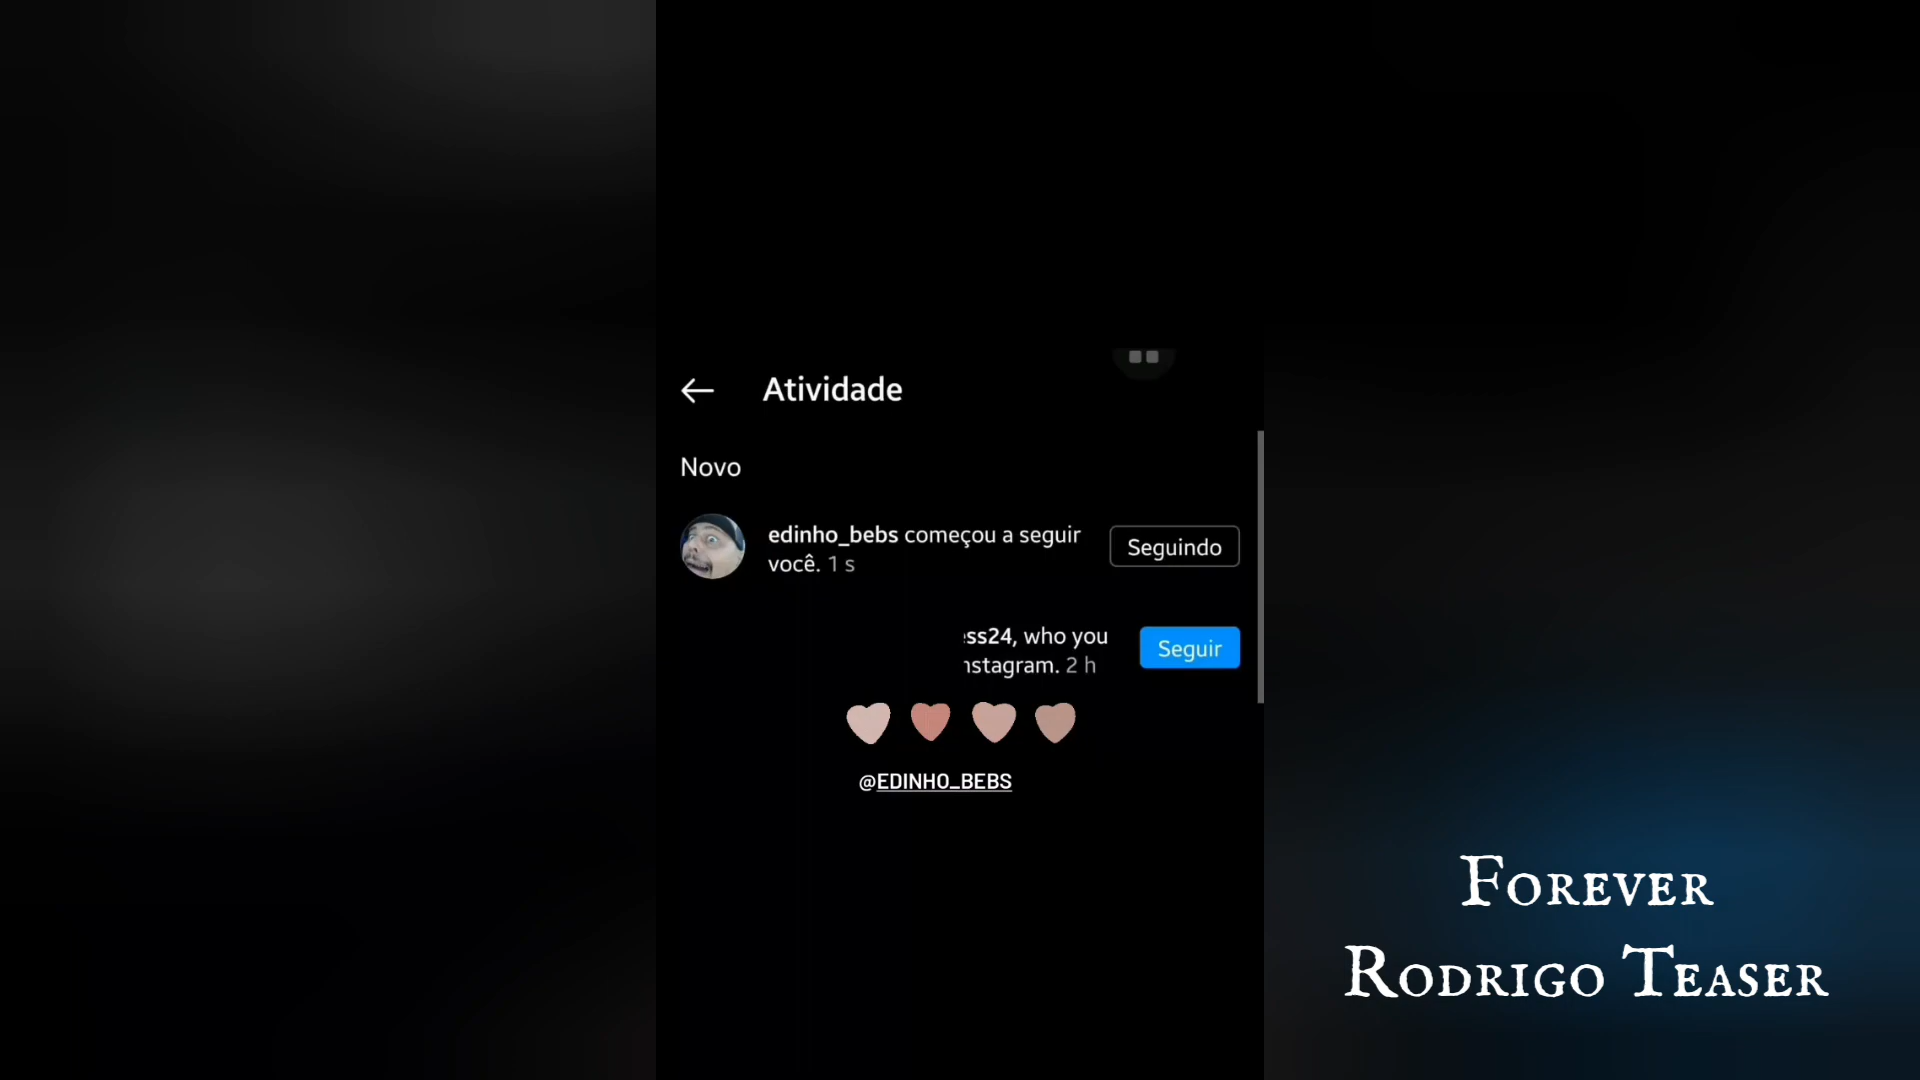 Atividade
Novo
edinho_bebs começou a seguir
você. 1 s
Seguindo
ss24, who you
nstagram. 2 h
Seguir
@EDINHO_BEBS
Forever
Rodrigo Teaser